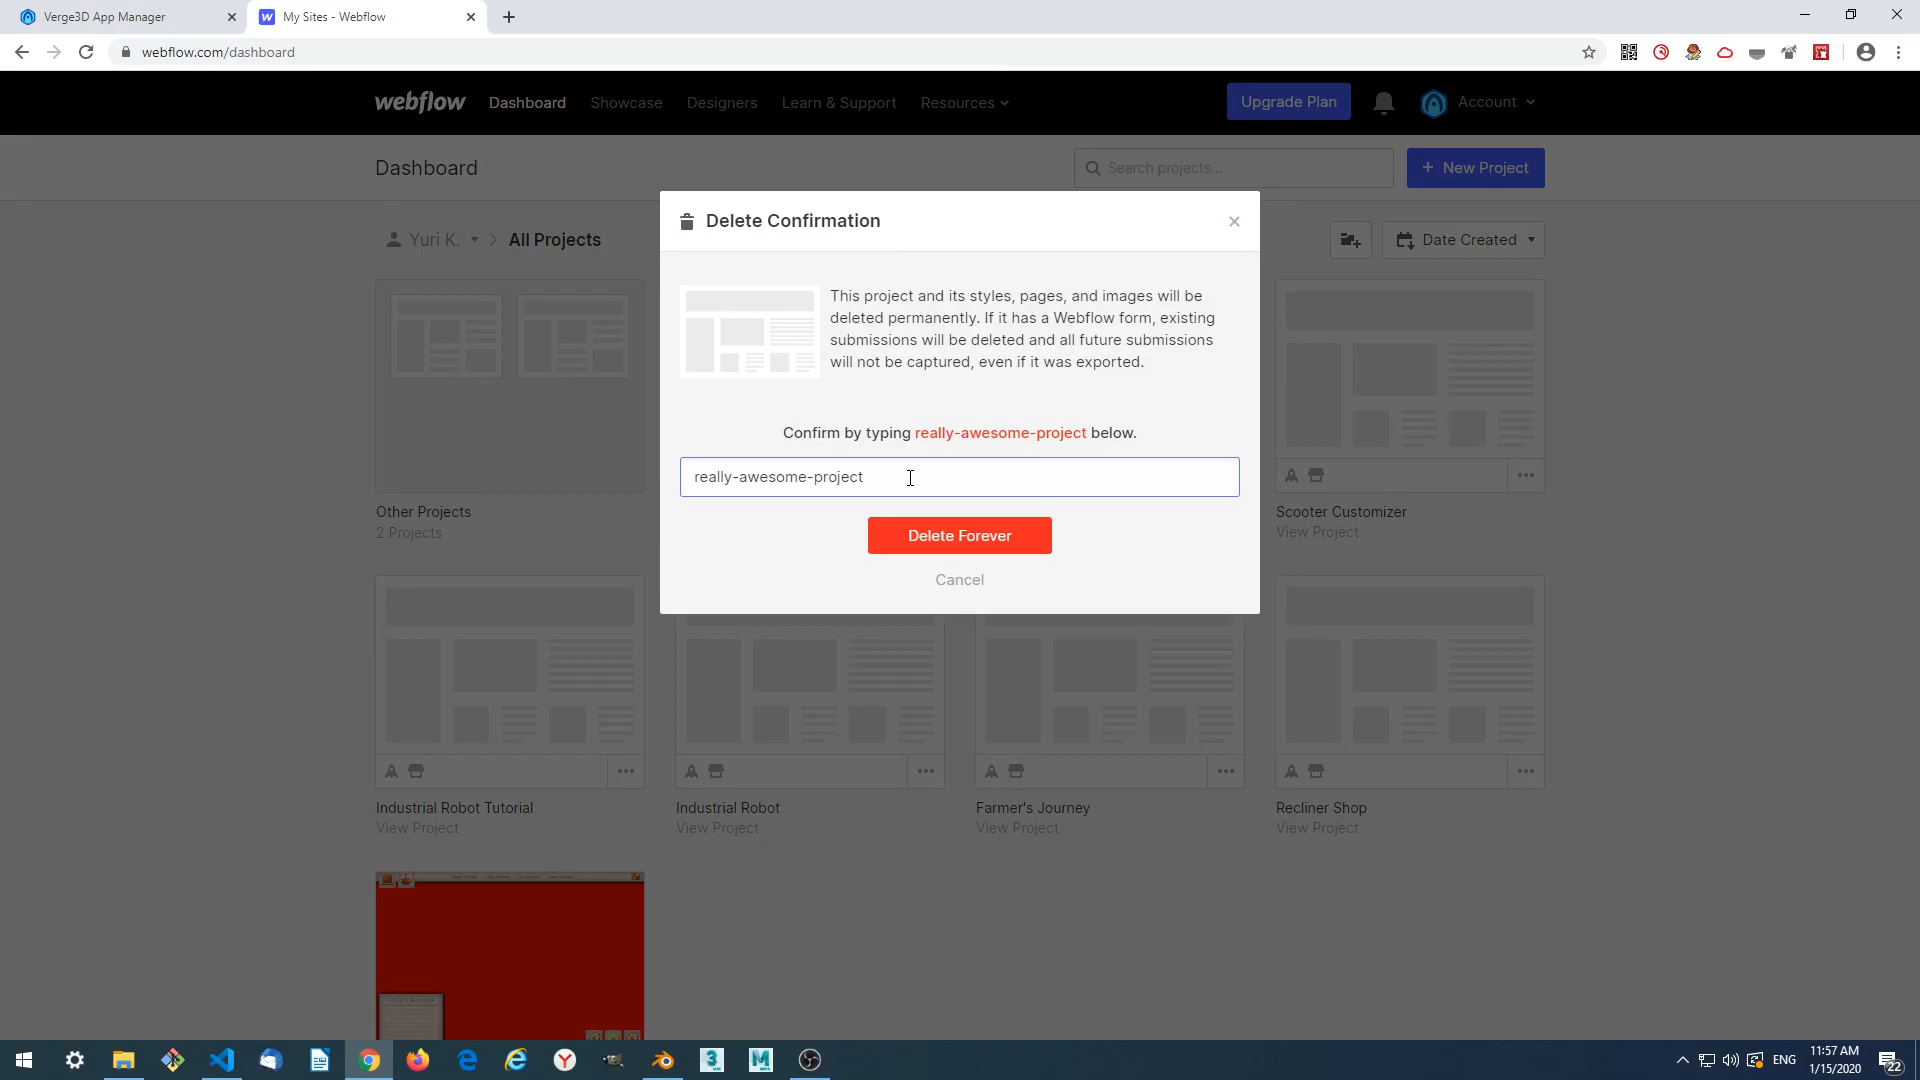 Verge3D App Manager
My Sites - Webflow
webflow.com/dashboard
webflow
Dashboard
Showcase
Designers
Learn & Support
Resources
Upgrade Plan
Account
Dashboard
Search projects...
+ New Project
Delete Confirmation
Yuri K.
All Projects
Date Created
This project and its styles, pages, and images will be
deleted permanently. If it has a Webflow form, existing
submissions will be deleted and all future submissions
will not be captured, even if it was exported.
Confirm by typing really-awesome-project below.
really-awesome-project
Delete Forever
Cancel
Other Projects
2 Projects
Scooter Customizer
View Project
Industrial Robot Tutorial
View Project
Industrial Robot
View Project
Farmer's Journey
View Project
Recliner Shop
View Project
ENG
11:57 AM
1/15/2020
22